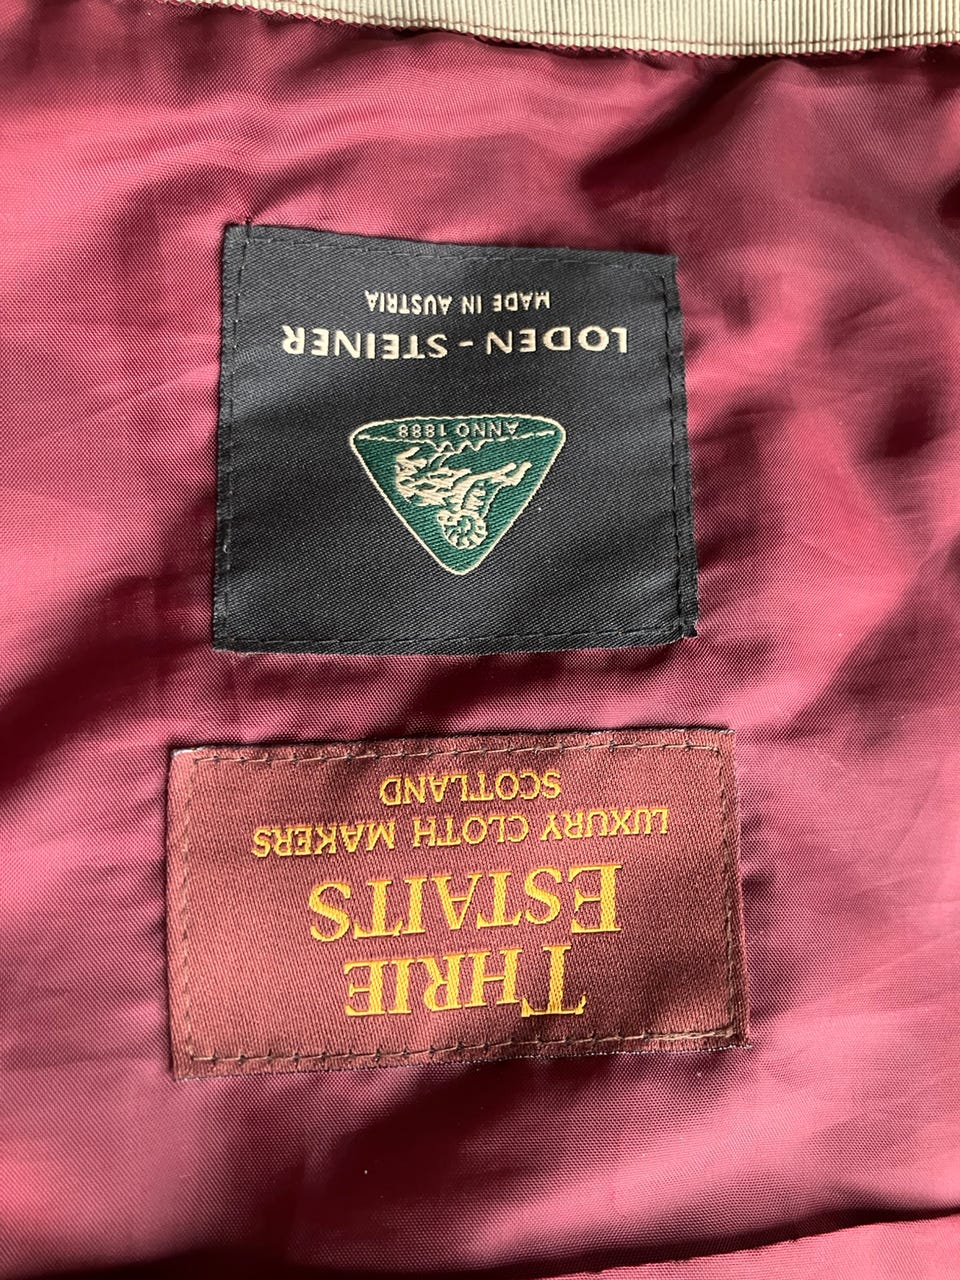 THRIE
ESTAITS
LUXURY CLOTH MAKERS
SCOTLAND
ANNO 1888
LODEN-STEINER
MADE IN AUSTRIA